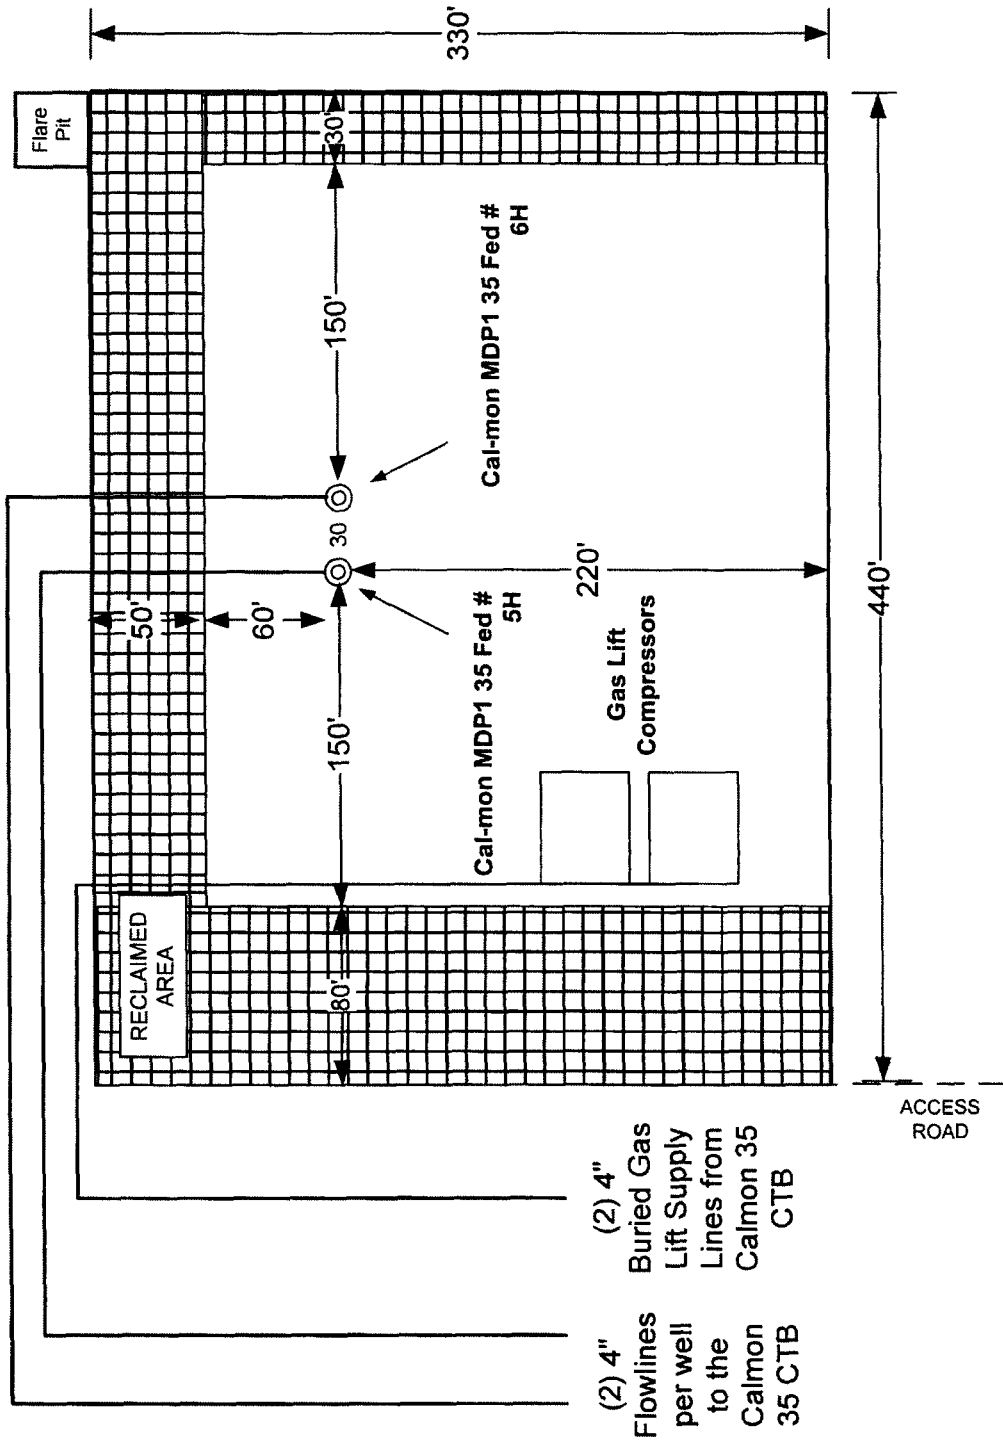 Flare
Pit
330'
30'
150'
Cal-mon MDP1 35 Fed #
6H
30
50'
60'
220'
440'
150'
Cal-mon MDP1 35 Fed #
5H
Gas Lift
Compressors
RECLAIMED
AREA
80'
ACCESS
ROAD
(2) 4"
Buried Gas
Lift Supply
Lines from
Calmon 35
CTB
(2) 4"
Flowlines
per well
to the
Calmon
35 CTB